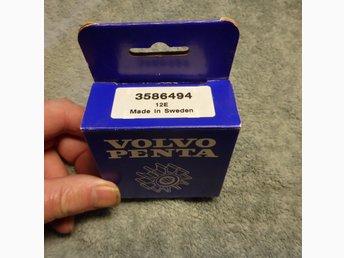 3586494
12E
Made in Sweden
VOLVO
PENTA